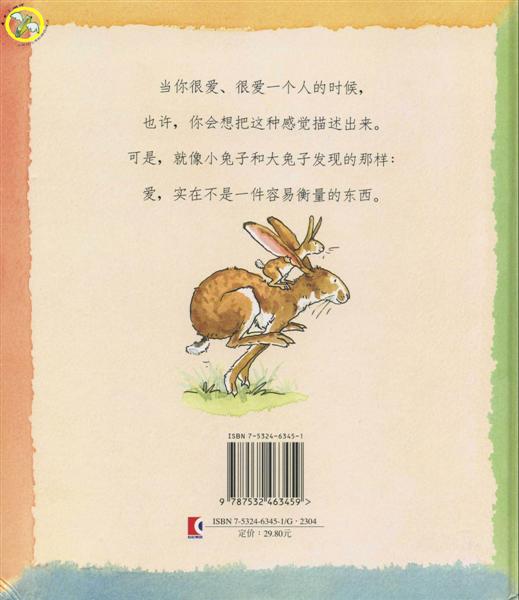 当你很爱、很爱一个人的时候，
也许，你会想把这种感觉描述出来。
可是，就像小兔子和大兔子发现的那样：
爱，实在不是一件容易衡量的东西。
ISBN 7-5324-6345-1
9 787532 463459 >
ISBN 7-5324-6345-1/G · 2304
定价：29.80元